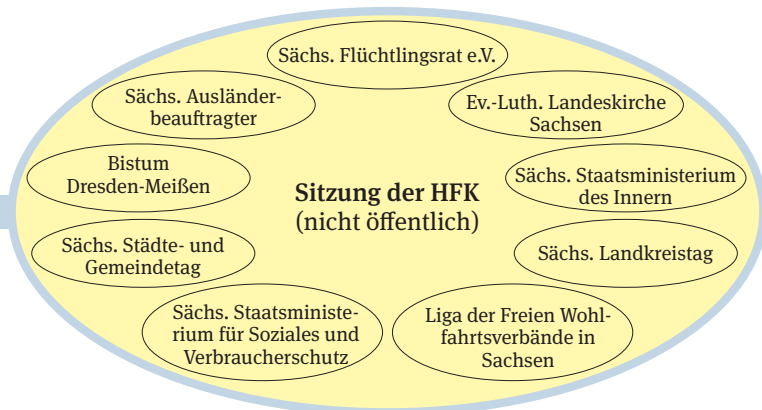 Sächs. Flüchtlingsrat e.V.
Sächs. Ausländer-
beauftragter
Ev.-Luth. Landeskirche
Sachsen
Bistum
Dresden-Meißen
Sitzung der HFK
(nicht öffentlich)
Sächs. Staatsministerium
des Innern
Sächs. Städte- und
Gemeindetag
Sächs. Landkreistag
Sächs. Staatsministe-
rium für Soziales und
Verbraucherschutz
Liga der Freien Wohl-
fahrtsverbände in
Sachsen